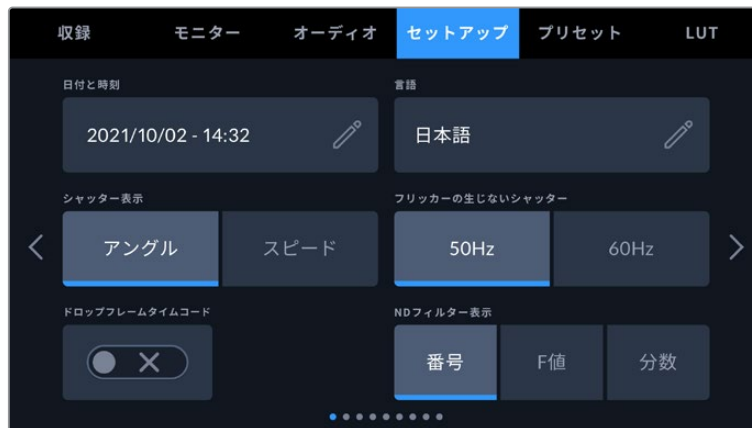 収録 モニター オーディオ セットアップ プリセット LUT
日付と時刻 言語
2021/10/02 - 14:32 日本語
シャッター表示 フリッカーの生じないシャッター
アングル スピード 50Hz 60Hz
ドロップフレームタイムコード NDフィルター表示
番号 F値 分数